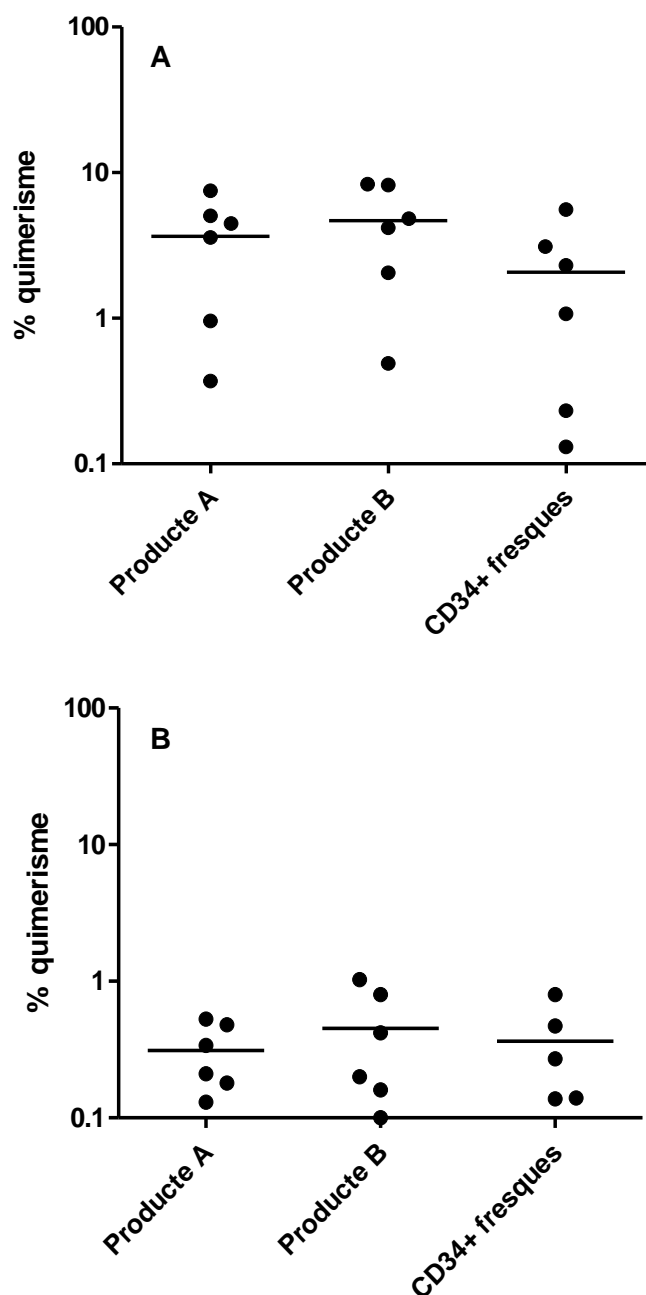 A
% quimerisme
100
10
1
0.1
Producte A
Producte B
CD34+ fresques
B
% quimerisme
100
10
1
0.1
Producte A
Producte B
CD34+ fresques